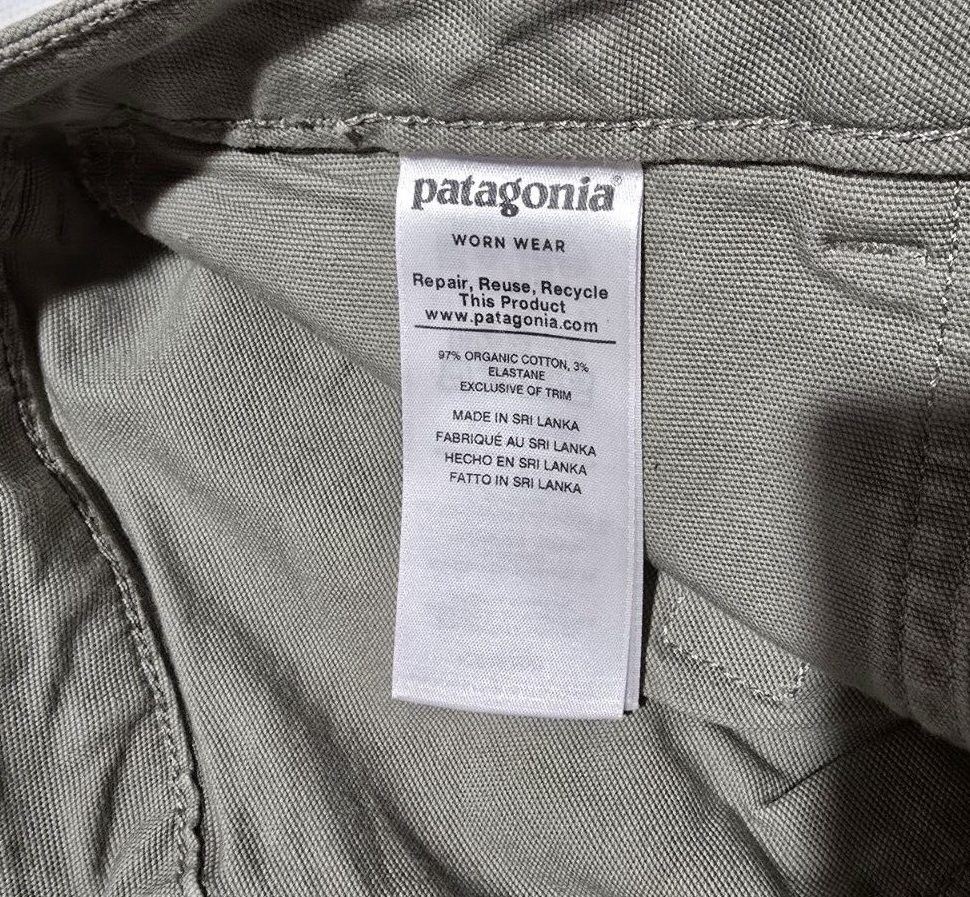 patagonia®
WORN WEAR
Repair, Reuse, Recycle
This Product
www.patagonia.com
97% ORGANIC COTTON, 3%
ELASTANE
EXCLUSIVE OF TRIM
MADE IN SRI LANKA
FABRIQUÉ AU SRI LANKA
HECHO EN SRI LANKA
FATTO IN SRI LANKA